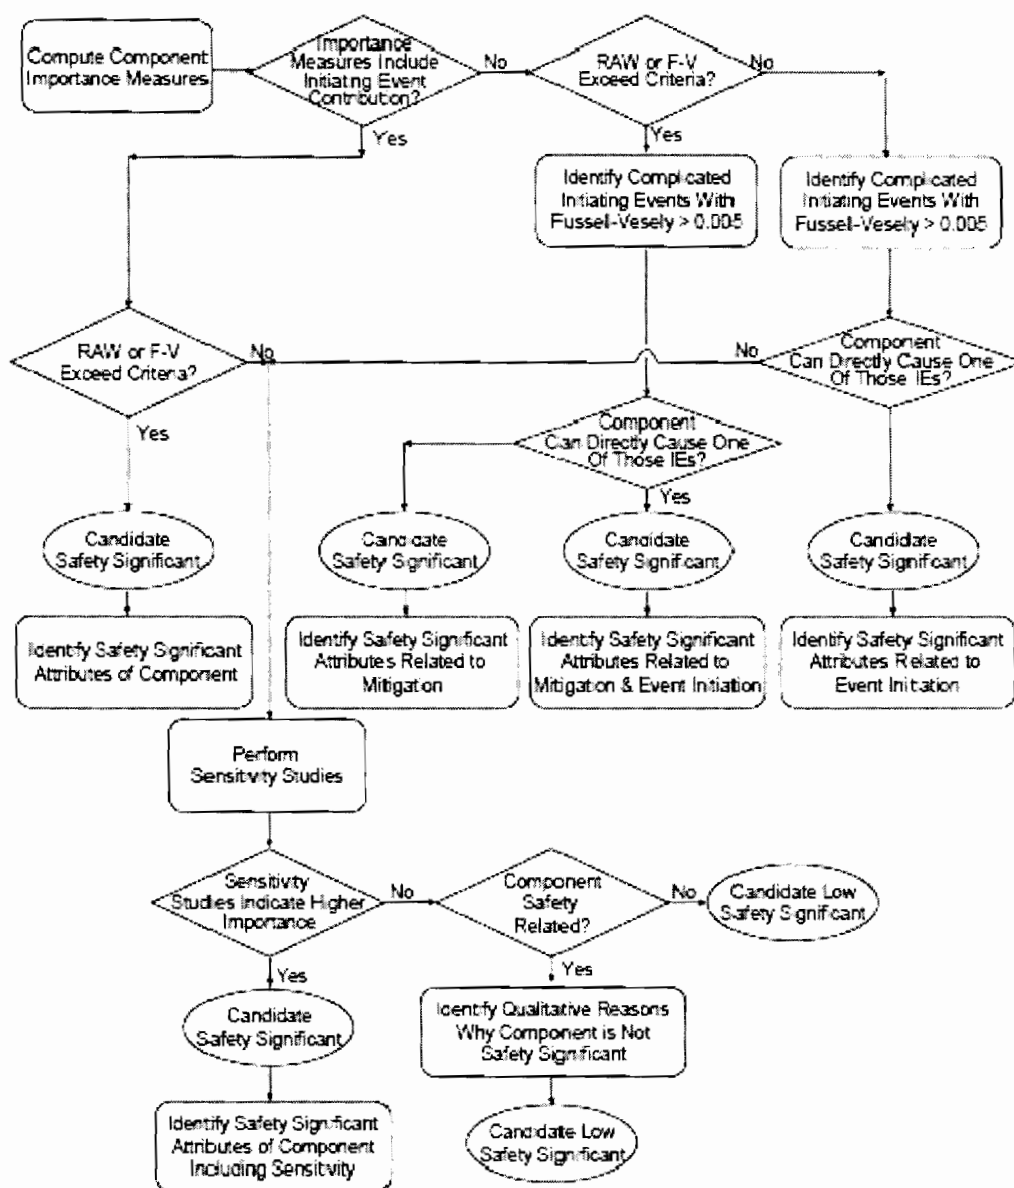 Compute Component
Importance Measures
Importance
Measures Include
Initiating Event
Contribution?
No
RAW or F-V
Exceed Criteria?
No
Yes
Yes
Identify Complicated
Initiating Events With
Fussell-Vesely > 0.005
Identify Complicated
Initiating Events With
Fussell-Vesely > 0.005
RAW or F-V
Exceed Criteria?
No
No
Component
Can Directly Cause One
Of Those IEs?
Yes
Component
Can Directly Cause One
Of Those IEs?
Yes
Candidate
Safety Significant
Candidate
Safety Significant
Candidate
Safety Significant
Candidate
Safety Significant
Identify Safety Significant
Attributes of Component
Identify Safety Significant
Attributes Related to
Mitigation
Identify Safety Significant
Attributes Related to
Mitigation & Event Initiation
Identify Safety Significant
Attributes Related to
Event Initiation
Perform
Sensitivity Studies
Sensitivity
Studies Indicate Higher
Importance
No
Component
Safety
Related?
No
Candidate Low
Safety Significant
Yes
Yes
Candidate
Safety Significant
Identify Qualitative Reasons
Why Component is Not
Safety Significant
Identify Safety Significant
Attributes of Component
Including Sensitivity
Candidate Low
Safety Significant